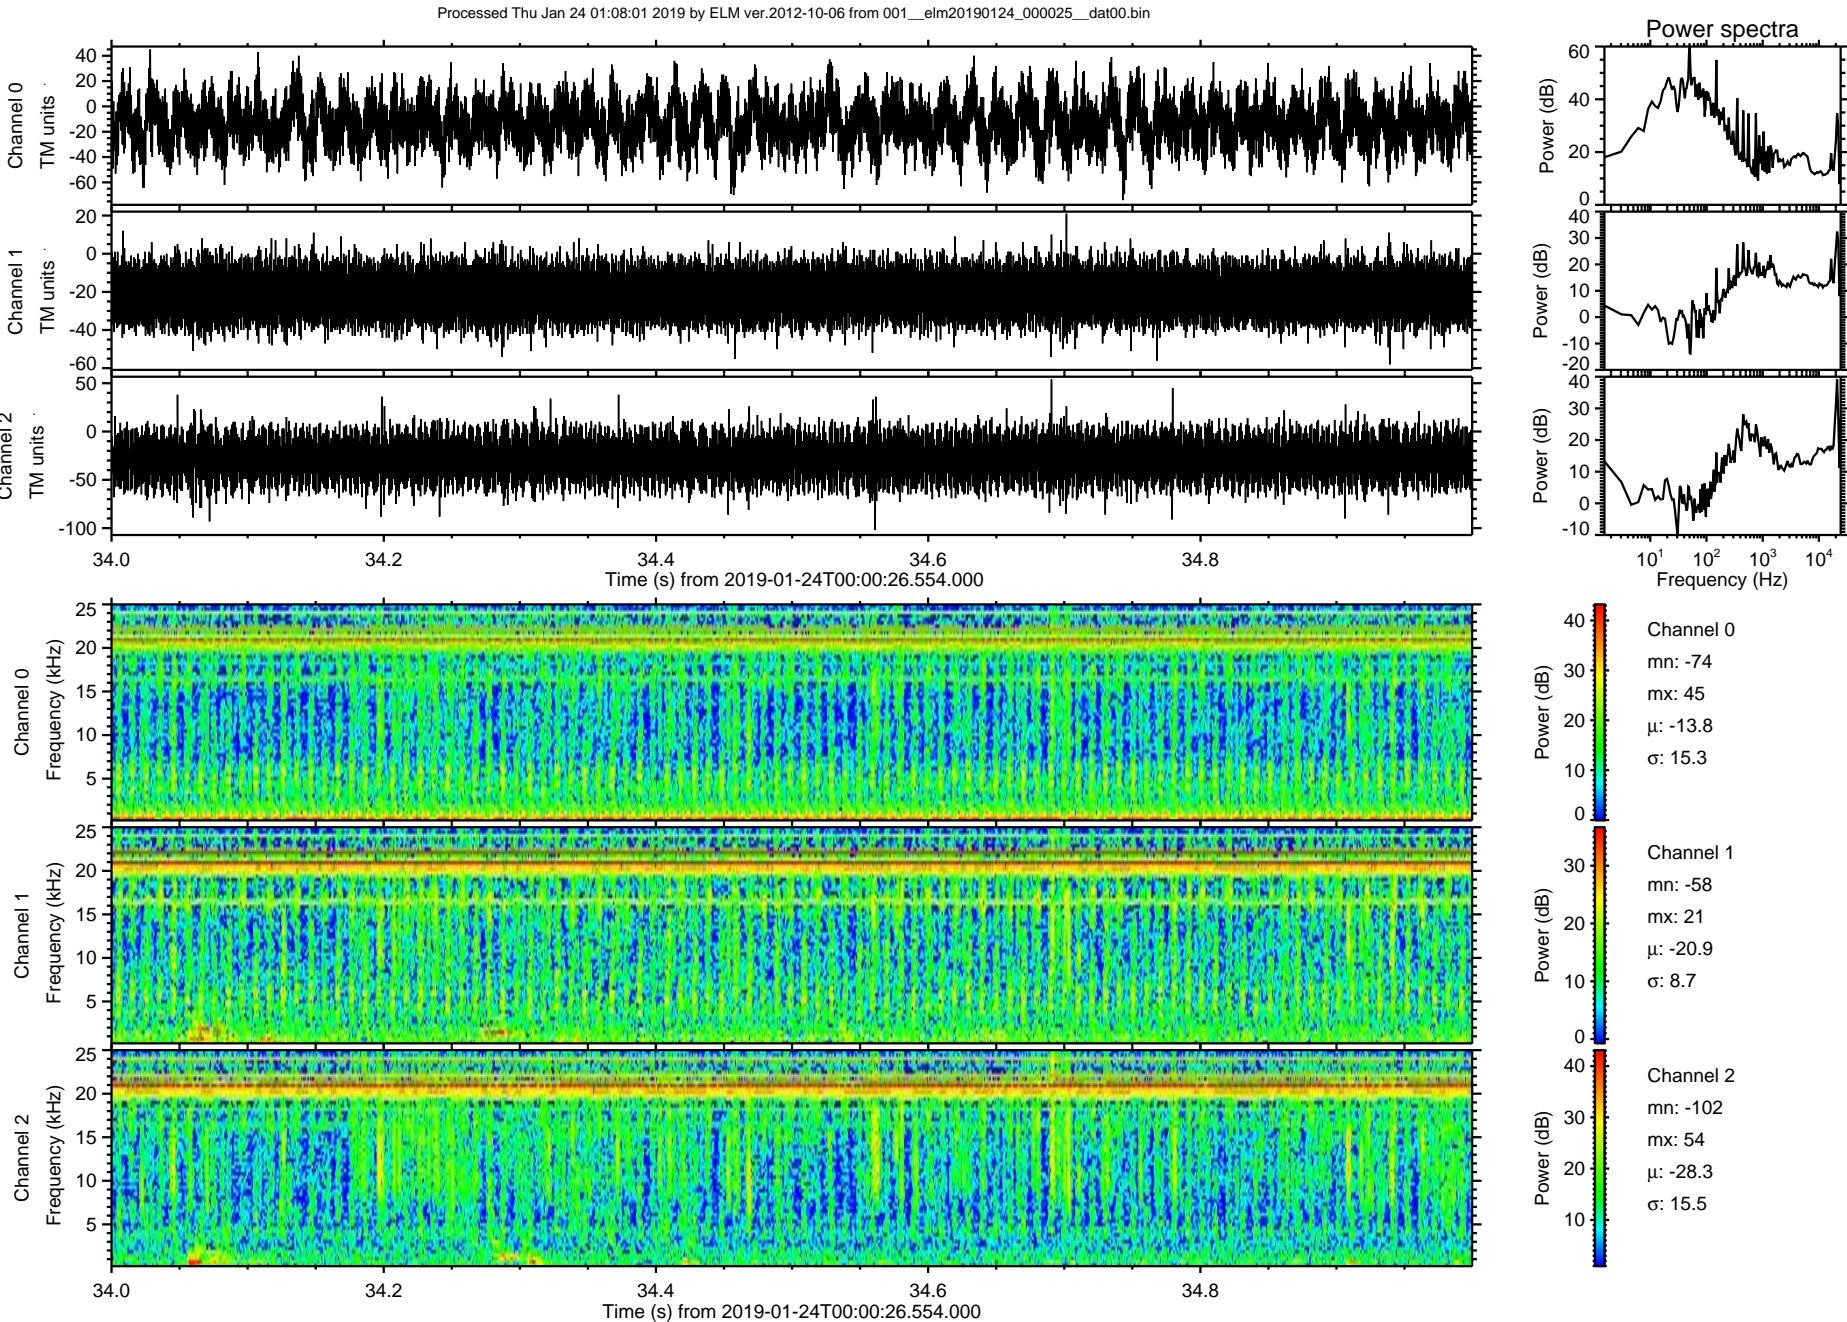 Processed Thu Jan 24 01:08:01 2019 by ELM ver.2012-10-06 from 001__elm20190124_000025__dat00.bin
Power spectra
Channel 0
TM units
40
20
0
-20
-40
-60
Power (dB)
60
40
20
0
Channel 1
TM units
20
0
-20
-40
-60
Power (dB)
40
30
20
10
0
-10
-20
Channel 2
TM units
50
0
-50
-100
Power (dB)
40
30
20
10
0
-10
34.0 34.2 34.4 34.6 34.8
Time (s) from 2019-01-24T00:00:26.554.000
10¹ 10² 10³ 10⁴
Frequency (Hz)
Channel 0
Frequency (kHz)
25
20
15
10
5
Power (dB)
40
30
20
10
0
Channel 0
mn: -74
mx: 45
μ: -13.8
σ: 15.3
Channel 1
Frequency (kHz)
25
20
15
10
5
Power (dB)
30
20
10
0
Channel 1
mn: -58
mx: 21
μ: -20.9
σ: 8.7
Channel 2
Frequency (kHz)
25
20
15
10
5
Power (dB)
40
30
20
10
Channel 2
mn: -102
mx: 54
μ: -28.3
σ: 15.5
34.0 34.2 34.4 34.6 34.8
Time (s) from 2019-01-24T00:00:26.554.000